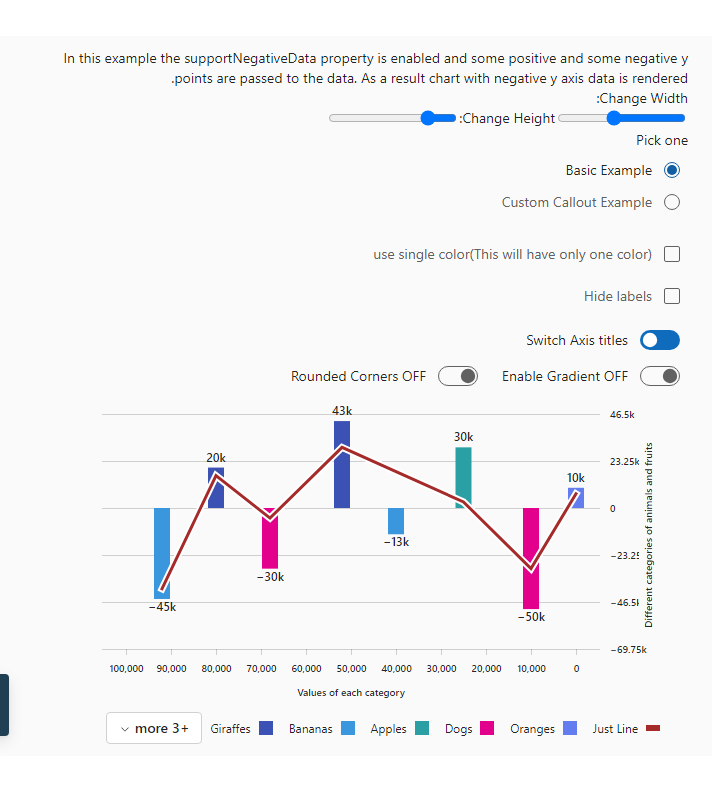 In this example the supportNegativeData property is enabled and some positive and some negative y
.points are passed to the data. As a result chart with negative y axis data is rendered
:Change Width
:Change Height
Pick one
Basic Example
Custom Callout Example
use single color(This will have only one color)
Hide labels
Switch Axis titles
Rounded Corners OFF
Enable Gradient OFF
43k
46.5k
20k
30k
23.25k
10k
0
−13k
−30k
−23.25
−45k
−46.5k
−50k
−69.75k
Different categories of animals and fruits
100,000 90,000 80,000 70,000 60,000 50,000 40,000 30,000 20,000 10,000 0
Values of each category
more 3+ Giraffes Bananas Apples Dogs Oranges Just Line